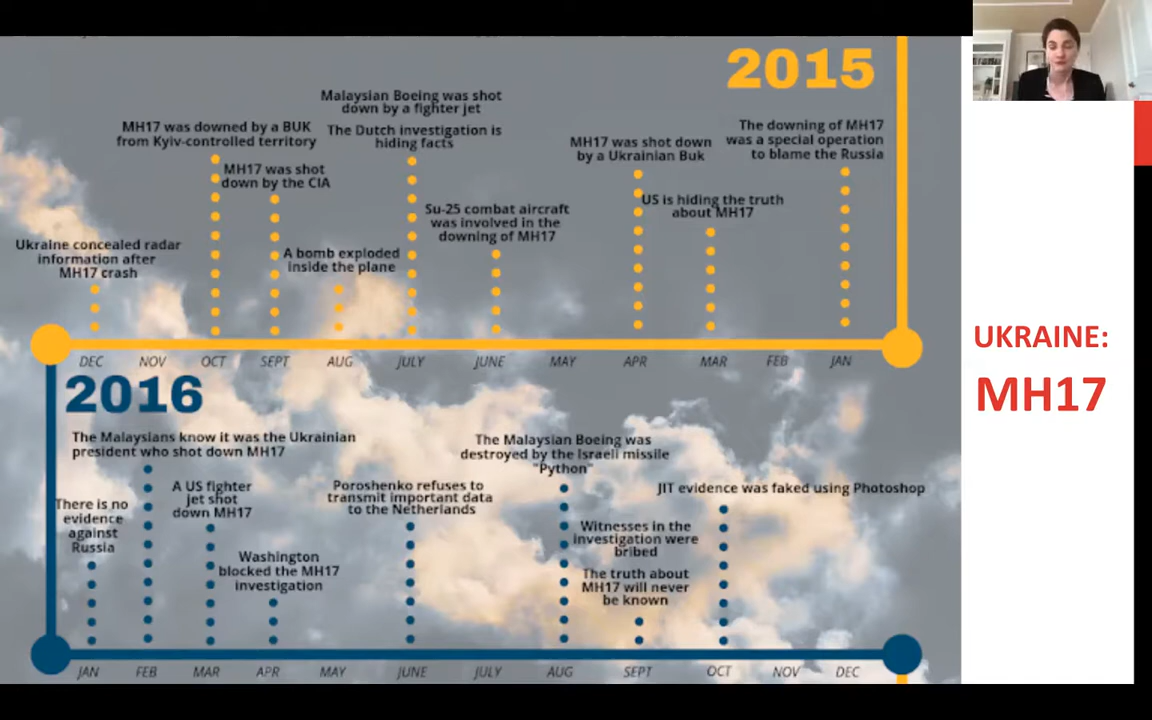 2015
Malaysian Boeing was shot
down by a fighter jet
The Dutch investigation is
hiding facts
MH17 was downed by a BUK
from Kyiv-controlled territory
MH17 was shot
down by the CIA
Su-25 combat aircraft
was involved in the
downing of MH17
A bomb exploded
inside the plane
Ukraine concealed radar
information after
MH17 crash
MH17 was shot down
by a Ukrainian Buk
US is hiding the truth
about MH17
The downing of MH17
was a special operation
to blame the Russia
DEC NOV OCT SEPT AUG JULY JUNE MAY APR MAR FEB JAN
2016
The Malaysians know it was the Ukrainian
president who shot down MH17
There is no
evidence
against
Russia
A US fighter
jet shot
down MH17
Washington
blocked the MH17
investigation
Poroshenko refuses to
transmit important data
to the Netherlands
The Malaysian Boeing was
destroyed by the Israeli missile
"Python"
Witnesses in the
investigation were
bribed
The truth about
MH17 will never
be known
JIT evidence was faked using Photoshop
JAN FEB MAR APR MAY JUNE JULY AUG SEPT OCT NOV DEC
UKRAINE:
MH17